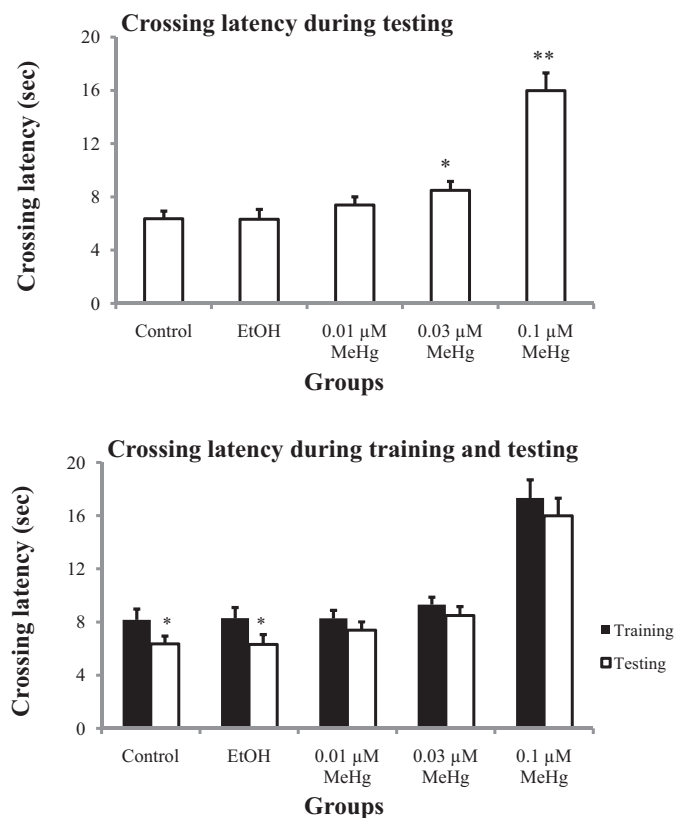 Crossing latency during testing
20
16
12
8
4
0
Crossing latency (sec)
*
**
Control
EtOH
0.01 µM
MeHg
0.03 µM
MeHg
0.1 µM
MeHg
Groups
Crossing latency during training and testing
20
16
12
8
4
0
Crossing latency (sec)
*
*
Training
Testing
Control
EtOH
0.01 µM
MeHg
0.03 µM
MeHg
0.1 µM
MeHg
Groups